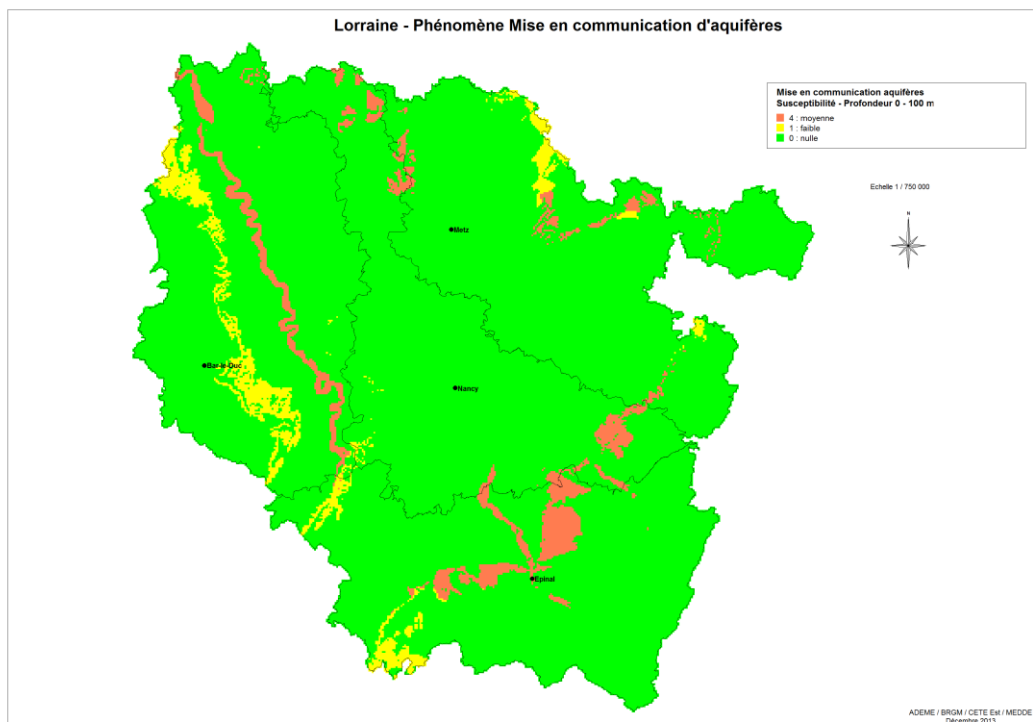 Lorraine - Phénomène Mise en communication d'aquifères
Mise en communication aquifères
Susceptibilité - Profondeur 0 - 100 m
4 : moyenne
1 : faible
0 : nulle
Echelle 1 / 750 000
N
Metz
Bar-le-Duc
Nancy
Epinal
ADEME / BRGM / CETE Est / MEDDE
Décembre 2013